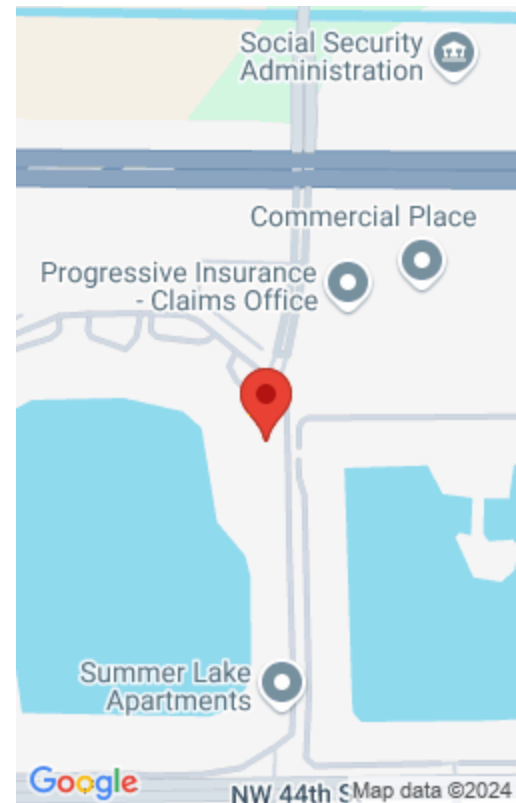 Social Security
Administration
Commercial Place
Progressive Insurance
- Claims Office
Summer Lake
Apartments
Google
NW 44th S
Map data ©2024